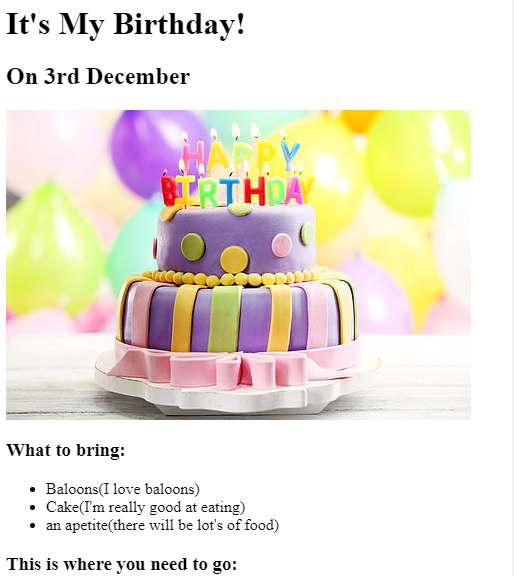 It's My Birthday!
On 3rd December
HAPPY
BIRTHDAY
What to bring:
Baloons(I love baloons)
Cake(I'm really good at eating)
an apetite(there will be lot's of food)
This is where you need to go: